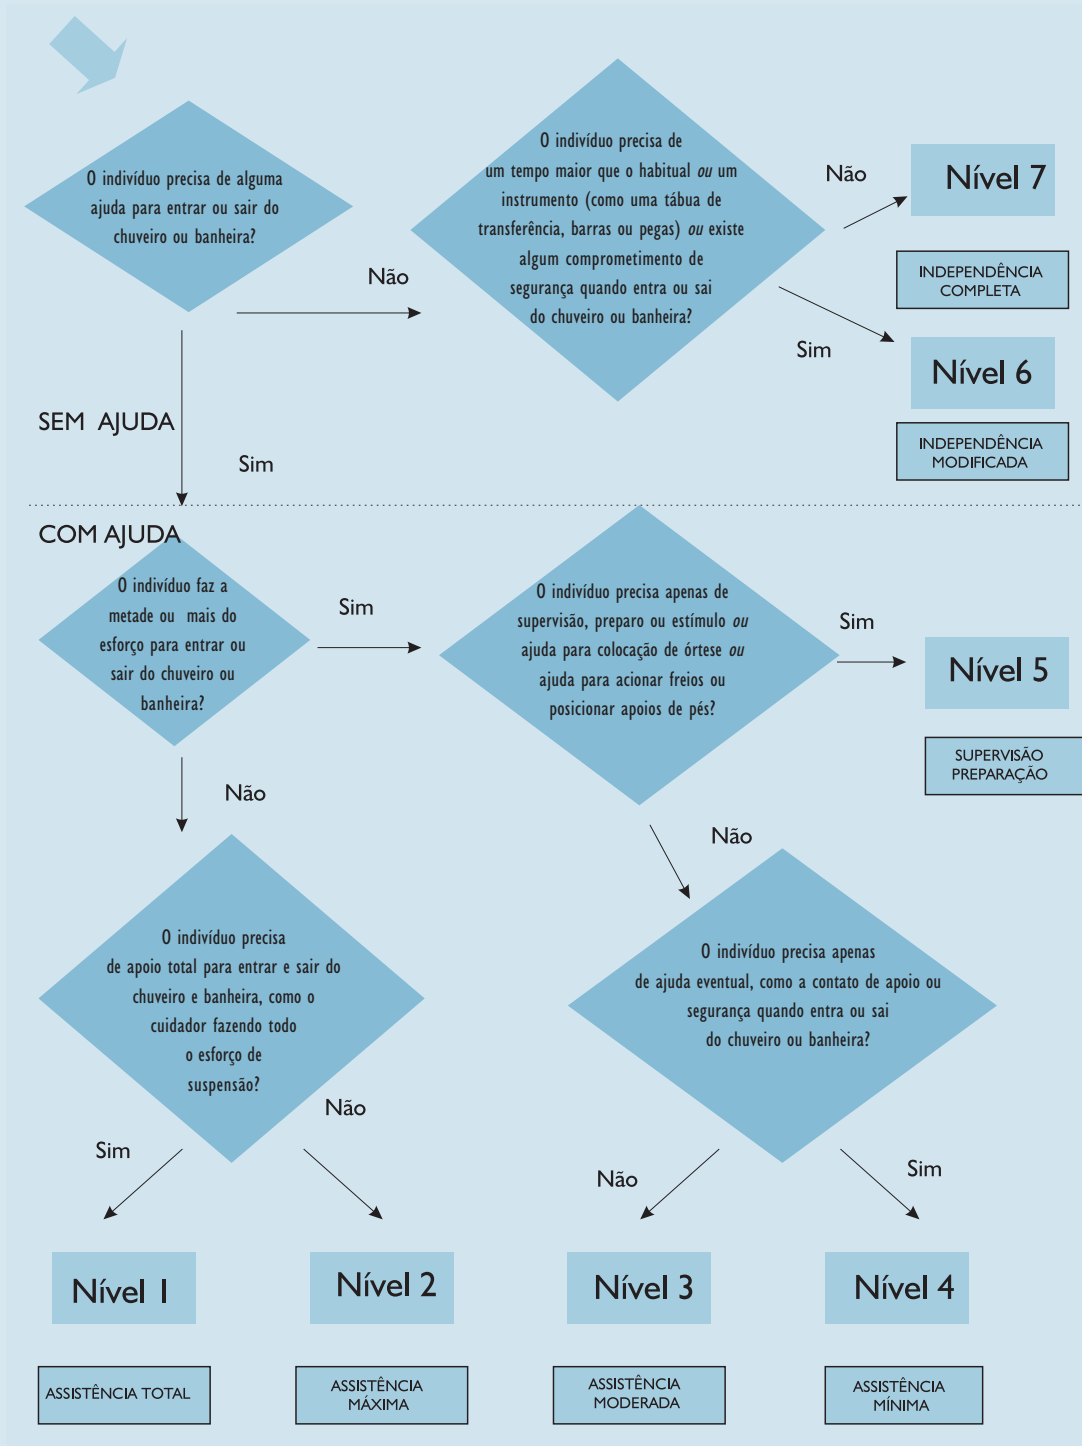 O indivíduo precisa de alguma
ajuda para entrar ou sair do
chuveiro ou banheira?
Não
O indivíduo precisa de
um tempo maior que o habitual ou um
instrumento (como uma tábua de
transferência, barras ou pegas) ou existe
algum comprometimento de
segurança quando entra ou sai
do chuveiro ou banheira?
Não
Nível 7
INDEPENDÊNCIA
COMPLETA
Sim
Nível 6
INDEPENDÊNCIA
MODIFICADA
SEM AJUDA
Sim
COM AJUDA
O indivíduo faz a
metade ou mais do
esforço para entrar ou
sair do chuveiro ou
banheira?
Sim
O indivíduo precisa apenas de
supervisão, preparo ou estímulo ou
ajuda para colocação de órtese ou
ajuda para acionar freios ou
posicionar apoios de pés?
Sim
Nível 5
SUPERVISÃO
PREPARAÇÃO
Não
Não
O indivíduo precisa
de apoio total para entrar e sair do
chuveiro e banheira, como o
cuidador fazendo todo
o esforço de
suspensão?
O indivíduo precisa apenas
de ajuda eventual, como a contato de apoio ou
segurança quando entra ou sai
do chuveiro ou banheira?
Sim
Não
Não
Sim
Nível 1
Nível 2
Nível 3
Nível 4
ASSISTÊNCIA TOTAL
ASSISTÊNCIA
MÁXIMA
ASSISTÊNCIA
MODERADA
ASSISTÊNCIA
MÍNIMA